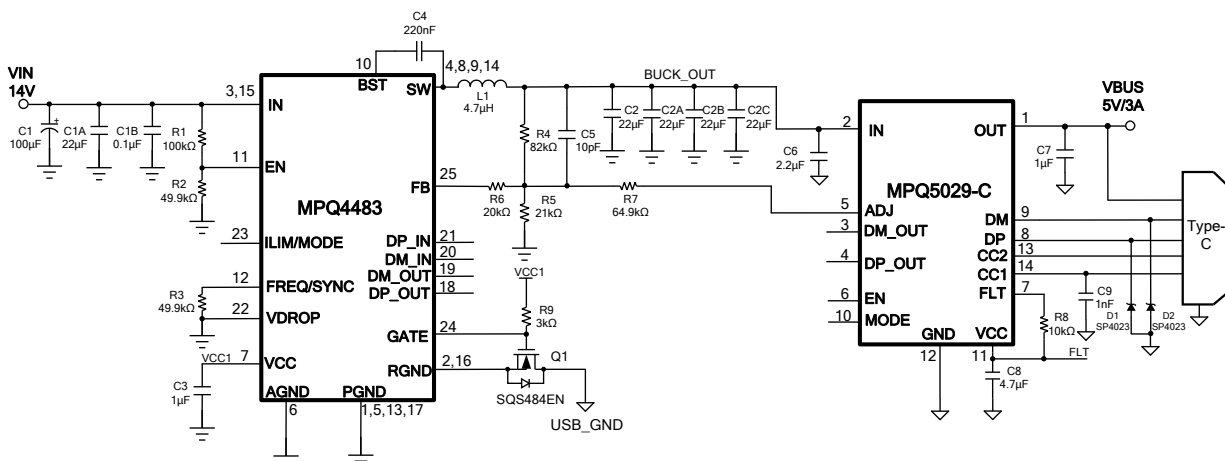 C4
220nF
VIN
14V
3,15
10
BST
4,8,9,14
SW
IN
L1
4.7µH
BUCK_OUT
VBUS
5V/3A
C1
100µF
C1A
22µF
C1B
0.1µF
R1
100kΩ
R4
82kΩ
C5
10pF
C2
22µF
C2A
22µF
C2B
22µF
C2C
22µF
2
IN
OUT
1
C6
2.2µF
C7
1µF
11
EN
R2
49.9kΩ
MPQ4483
25
FB
R6
20kΩ
R5
21kΩ
R7
64.9kΩ
MPQ5029-C
5
ADJ
3
DM_OUT
4
DP_OUT
6
EN
10
MODE
DM
9
DP
8
CC2
13
CC1
14
FLT
7
Type-
C
23
ILIM/MODE
DP_IN
21
DM_IN
20
DM_OUT
19
DP_OUT
18
12
FREQ/SYNC
R3
49.9kΩ
22
VDROP
VCC1
R9
3kΩ
GATE
24
VCC1
7
VCC
C3
1µF
RGND
2,16
Q1
SQS484EN
USB_GND
AGND
6
PGND
1,5,13,17
GND
12
VCC
11
C8
4.7µF
R8
10kΩ
FLT
C9
1nF
D1
SP4023
D2
SP4023